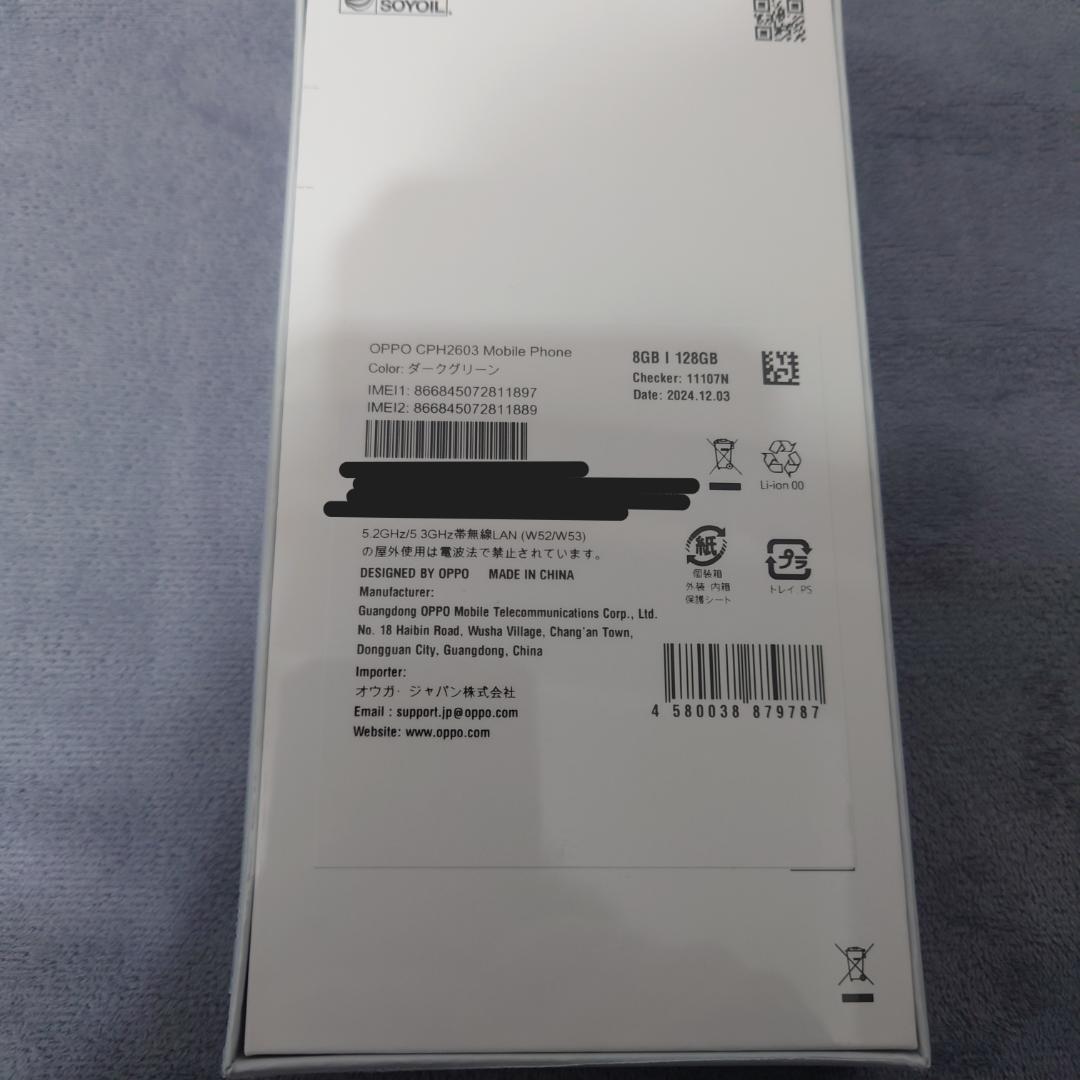 SOYOIL
OPPO CPH2603 Mobile Phone
Color: ダークグリーン
IMEI1: 866845072811897
IMEI2: 866845072811889
8GB | 128GB
Checker: 11107N
Date: 2024.12.03
Li-ion 00
5.2GHz/5.3GHz帯無線LAN (W52/W53)
の屋外使用は電波法で禁止されています。
DESIGNED BY OPPO MADE IN CHINA
Manufacturer:
Guangdong OPPO Mobile Telecommunications Corp., Ltd.
No. 18 Haibin Road, Wusha Village, Chang'an Town,
Dongguan City, Guangdong, China
Importer:
オウガ・ジャパン株式会社
Email : support.jp@oppo.com
Website: www.oppo.com
紙
個装箱
外装 内箱
保護シート
プラ
トレイ PS
4 580038 879787